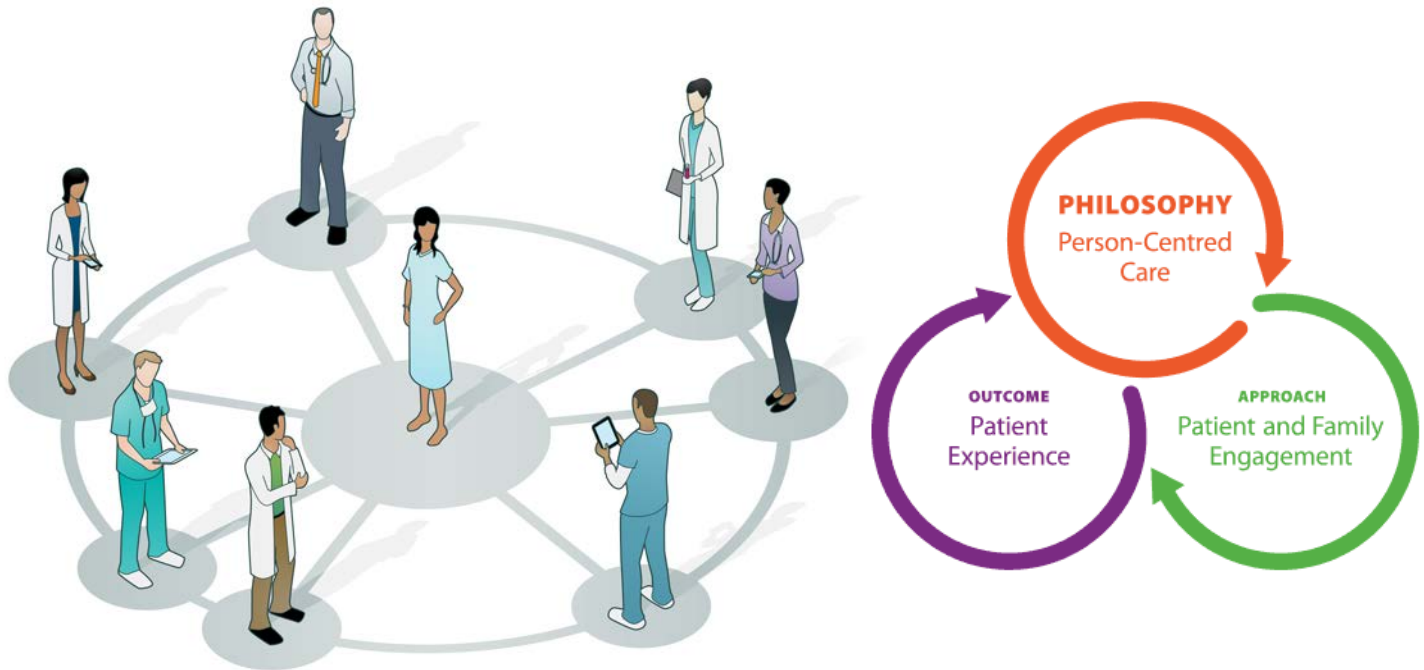 PHILOSOPHY
Person-Centred
Care
OUTCOME
Patient
Experience
APPROACH
Patient and Family
Engagement